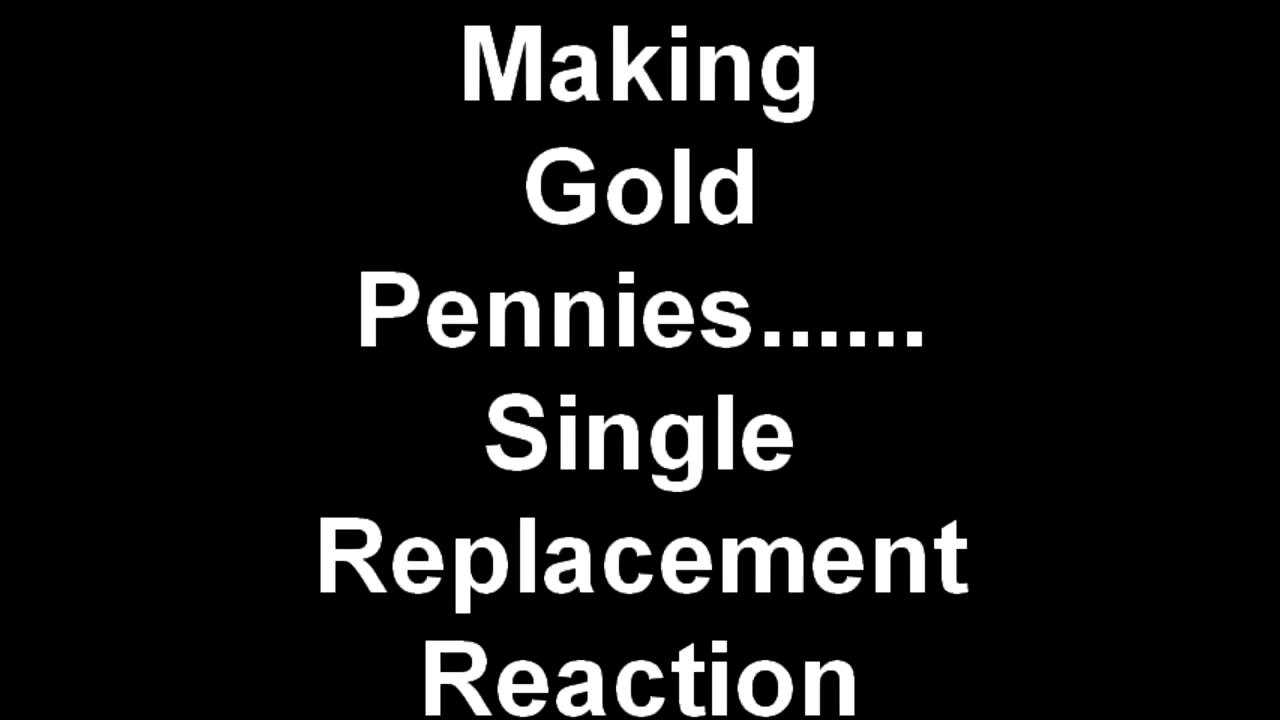 Making
Gold
Pennies......
Single
Replacement
Reaction